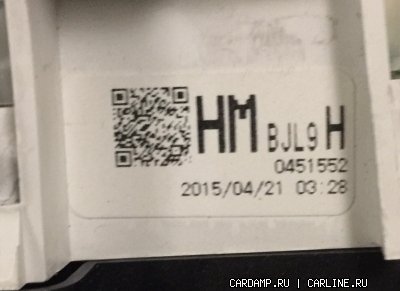 HM BJL9 H
0451552
2015/04/21 03:28
CARDAMP.RU | CARLINE.RU